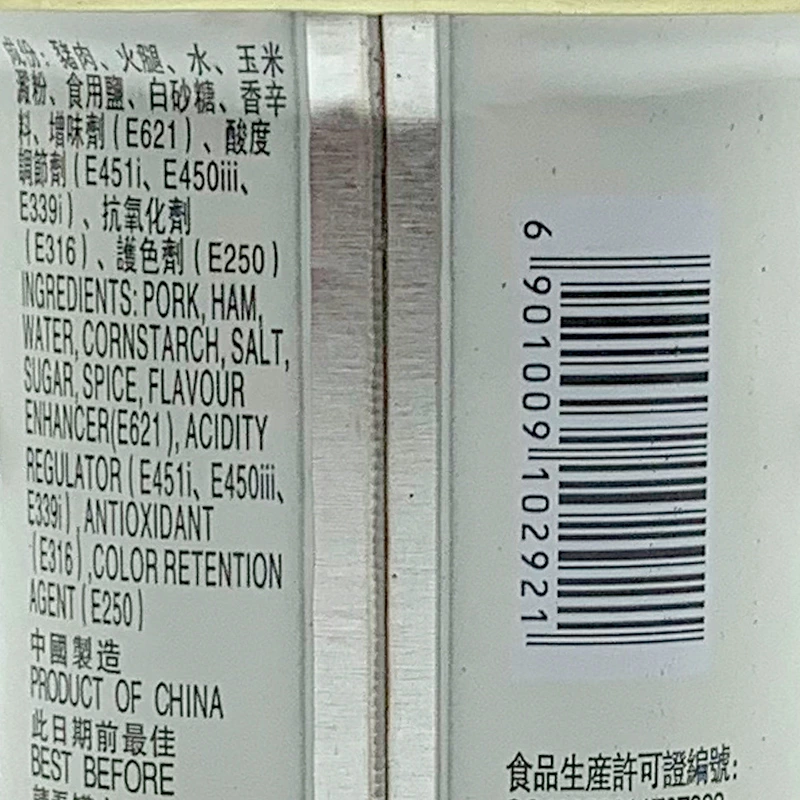 成份：豬肉、火腿、水、玉米
澱粉、食用鹽、白砂糖、香辛
料、增味劑（E621）、酸度
調節劑（E451i、E450iii、
E339i）、抗氧化劑
（E316）、護色劑（E250）
INGREDIENTS: PORK, HAM,
WATER, CORNSTARCH, SALT,
SUGAR, SPICE, FLAVOUR
ENHANCER(E621), ACIDITY
REGULATOR（E451i、E450iii、
E339i）, ANTIOXIDANT
（E316）,COLOR RETENTION
AGENT（E250）
中國製造
PRODUCT OF CHINA
此日期前最佳
BEST BEFORE
6 901009 102921
食品生産許可證編號：